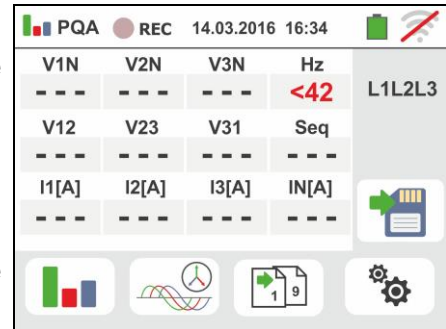 PQA REC 14.03.2016 16:34
V1N V2N V3N Hz
--- --- --- <42 L1L2L3
V12 V23 V31 Seq
--- --- --- ---
I1[A] I2[A] I3[A] IN[A]
--- --- --- ---
1 9